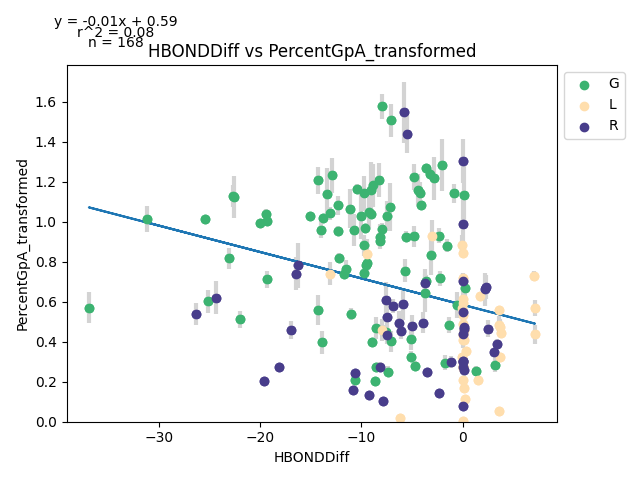 y = -0.01x + 0.59
r^2 = 0.08
n = 168
HBONDDiff vs PercentGpA_transformed
G
L
R
PercentGpA_transformed
1.6
1.4
1.2
1.0
0.8
0.6
0.4
0.2
0.0
−30
−20
−10
0
HBONDDiff